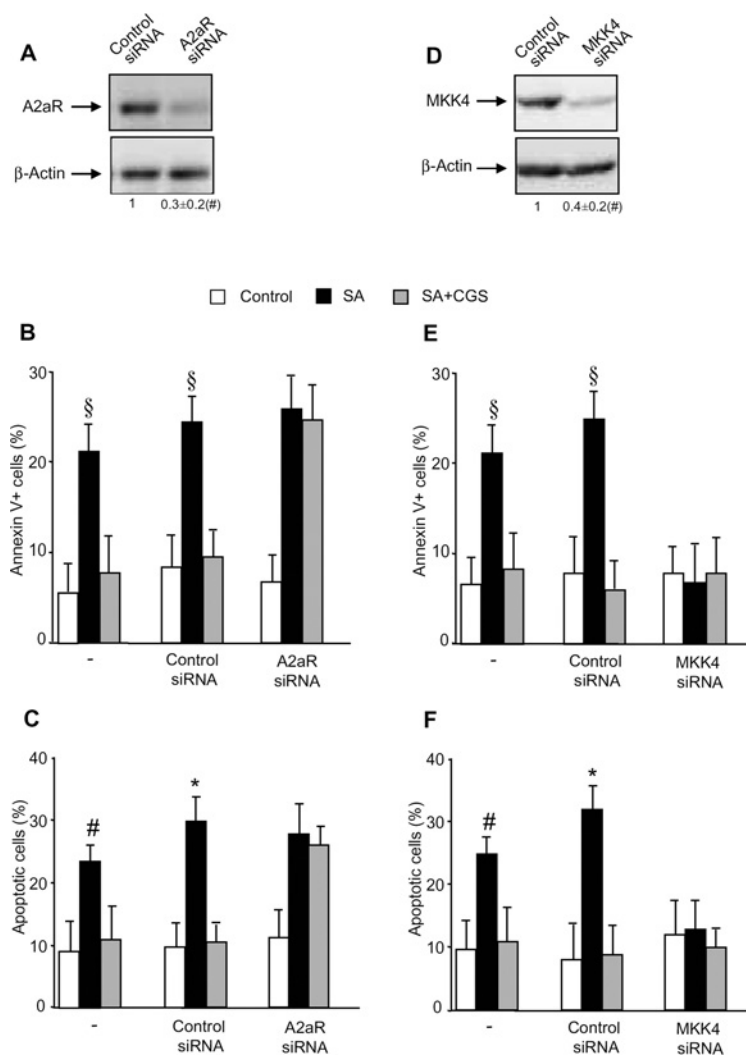 A
Control
siRNA
A2aR
siRNA
A2aR
β-Actin
1 0.3±0.2(#)
D
Control
siRNA
MKK4
siRNA
MKK4
β-Actin
1 0.4±0.2(#)
Control SA SA+CGS
B
Annexin V+ cells (%)
30
20
10
0
§
§
-
Control
siRNA
A2aR
siRNA
E
Annexin V+ cells (%)
30
20
10
0
§
§
-
Control
siRNA
MKK4
siRNA
C
Apoptotic cells (%)
40
30
20
10
0
#
*
-
Control
siRNA
A2aR
siRNA
F
Apoptotic cells (%)
40
30
20
10
0
#
*
-
Control
siRNA
MKK4
siRNA